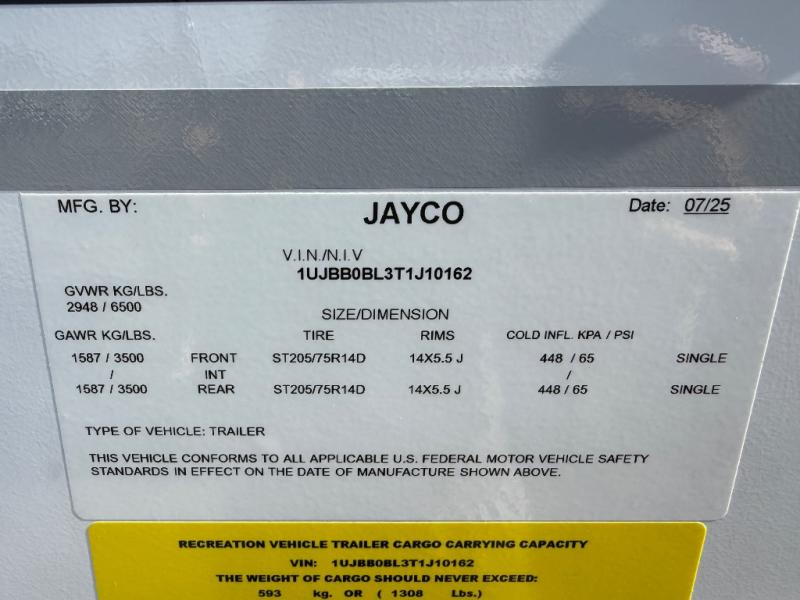 MFG. BY: JAYCO Date: 07/25
V.I.N./N.I.V
1UJBB0BL3T1J10162
GVWR KG/LBS.
2948 / 6500
SIZE/DIMENSION
GAWR KG/LBS. TIRE RIMS COLD INFL. KPA / PSI
1587 / 3500 FRONT ST205/75R14D 14X5.5 J 448 / 65 SINGLE
/ INT /
1587 / 3500 REAR ST205/75R14D 14X5.5 J 448 / 65 SINGLE
TYPE OF VEHICLE: TRAILER
THIS VEHICLE CONFORMS TO ALL APPLICABLE U.S. FEDERAL MOTOR VEHICLE SAFETY
STANDARDS IN EFFECT ON THE DATE OF MANUFACTURE SHOWN ABOVE.
RECREATION VEHICLE TRAILER CARGO CARRYING CAPACITY
VIN: 1UJBB0BL3T1J10162
THE WEIGHT OF CARGO SHOULD NEVER EXCEED:
593 kg. OR ( 1308 Lbs.)